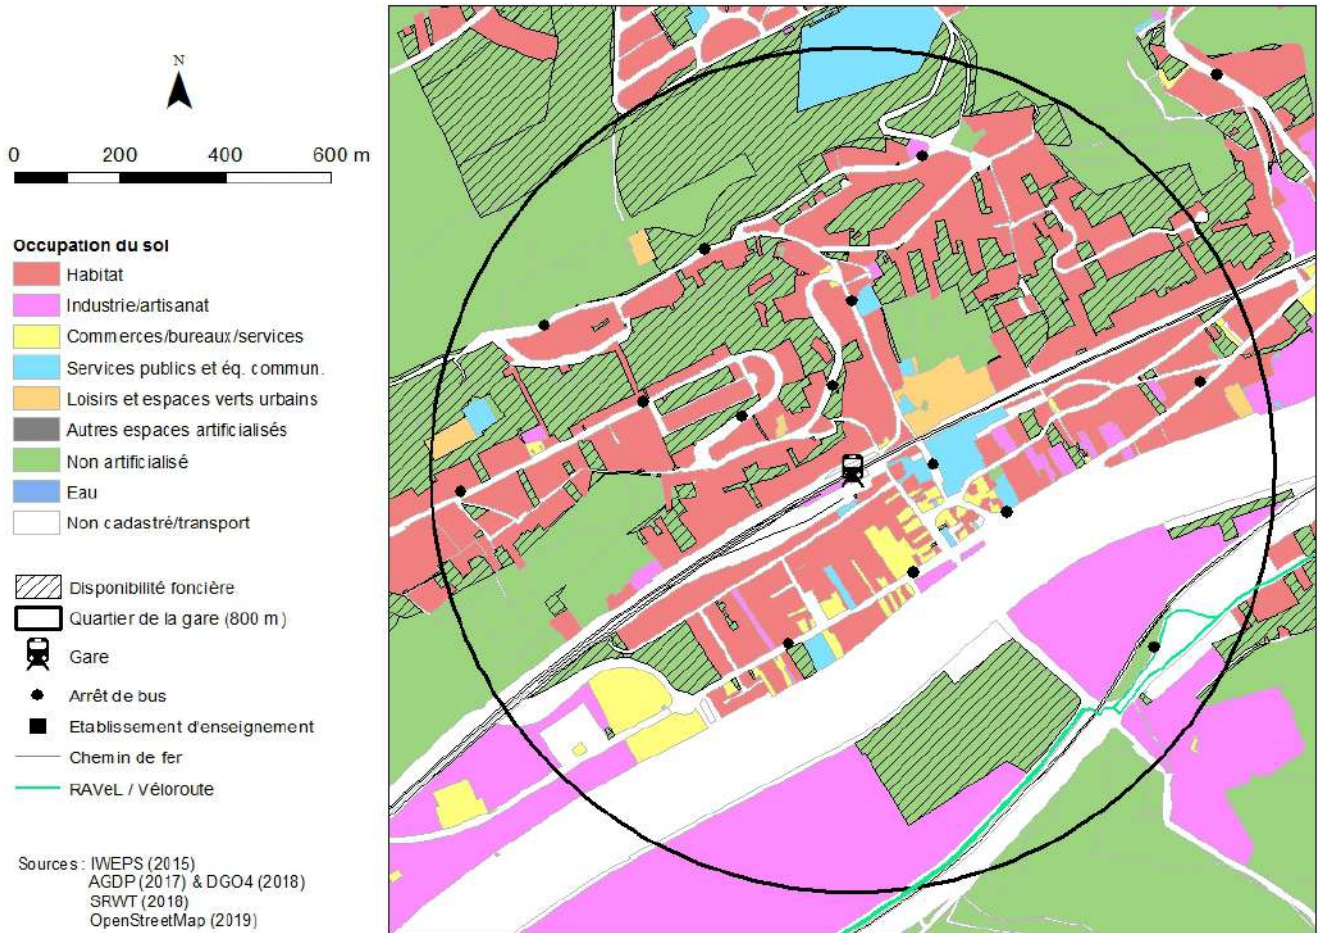 N
0 200 400 600 m
Occupation du sol
Habitat
Industrie/artisanat
Commerces/bureaux/services
Services publics et éq. commun.
Loisirs et espaces verts urbains
Autres espaces artificialisés
Non artificialisé
Eau
Non cadastré/transport
Disponibilité foncière
Quartier de la gare (800 m)
Gare
Arrêt de bus
Etablissement d'enseignement
Chemin de fer
RAVeL / Véloroute
Sources : IWEPS (2015)
AGDP (2017) & DGO4 (2018)
SRWT (2018)
OpenStreetMap (2019)